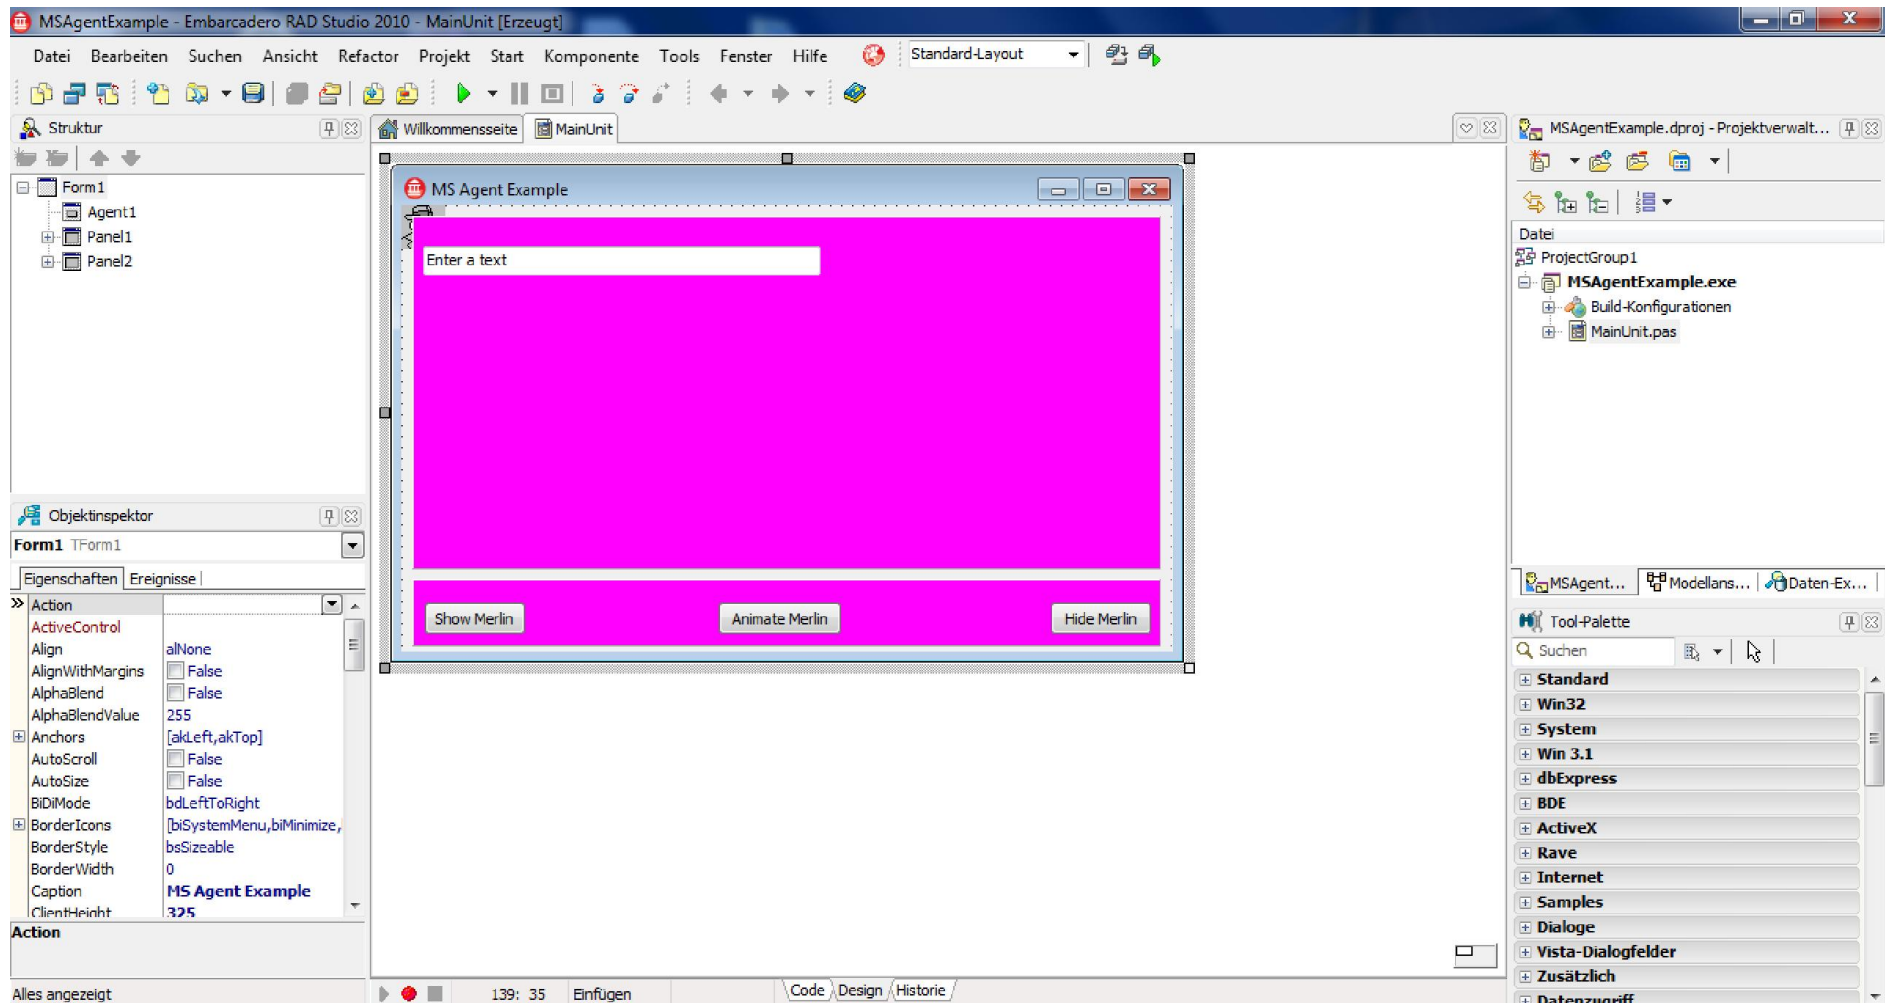 MSAgentExample - Embarcadero RAD Studio 2010 - MainUnit [Erzeugt]
Datei Bearbeiten Suchen Ansicht Refactor Projekt Start Komponente Tools Fenster Hilfe Standard-Layout
Struktur
Form1
Agent1
Panel1
Panel2
Objektinspektor
Form1 TForm1
Eigenschaften Ereignisse
Action
ActiveControl
Align alNone
AlignWithMargins False
AlphaBlend False
AlphaBlendValue 255
Anchors [akLeft,akTop]
AutoScroll False
AutoSize False
BiDiMode bdLeftToRight
BorderIcons [biSystemMenu,biMinimize,
BorderStyle bsSizeable
BorderWidth 0
Caption MS Agent Example
ClientHeight 325
Action
Alles angezeigt
Willkommensseite MainUnit
MS Agent Example
Enter a text
Show Merlin Animate Merlin Hide Merlin
139: 35 Einfügen Code Design Historie
MSAgentExample.dproj - Projektverwalt...
Datei
ProjectGroup1
MSAgentExample.exe
Build-Konfigurationen
MainUnit.pas
MSAgent... Modellans... Daten-Ex...
Tool-Palette
Suchen
Standard
Win32
System
Win 3.1
dbExpress
BDE
ActiveX
Rave
Internet
Samples
Dialoge
Vista-Dialogfelder
Zusätzlich
Datenzugriff